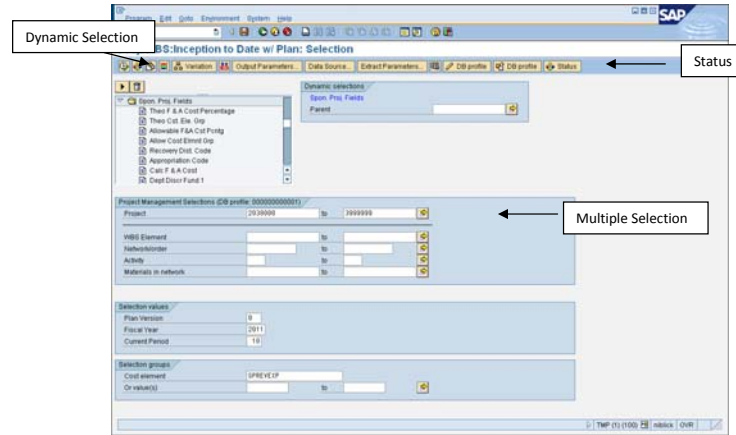 Program Edit Goto Environment System Help
SAP
Dynamic Selection
BS:Inception to Date w/ Plan: Selection
Variation Output Parameters... Data Source... Extract Parameters... DB profile DB profile Status
Status
Spon. Proj. Fields
Theo F & A Cost Percentage
Theo Cst. Ele. Grp
Allowable F&A Cst Pcntg
Allow Cost Elmnt Grp
Recovery Dist. Code
Appropriation Code
Calc F & A Cost
Dept Discr Fund 1
Dynamic selections
Spon. Proj. Fields
Parent
Project Management Selections (DB profile: 000000000001)
Project 2930000 to 3999999
Multiple Selection
WBS Element to
Network/order to
Activity to
Materials in network to
Selection values
Plan Version 0
Fiscal Year 2011
Current Period 10
Selection groups
Cost element
Or value(s) to
TMP (1) (100) niblick OVR